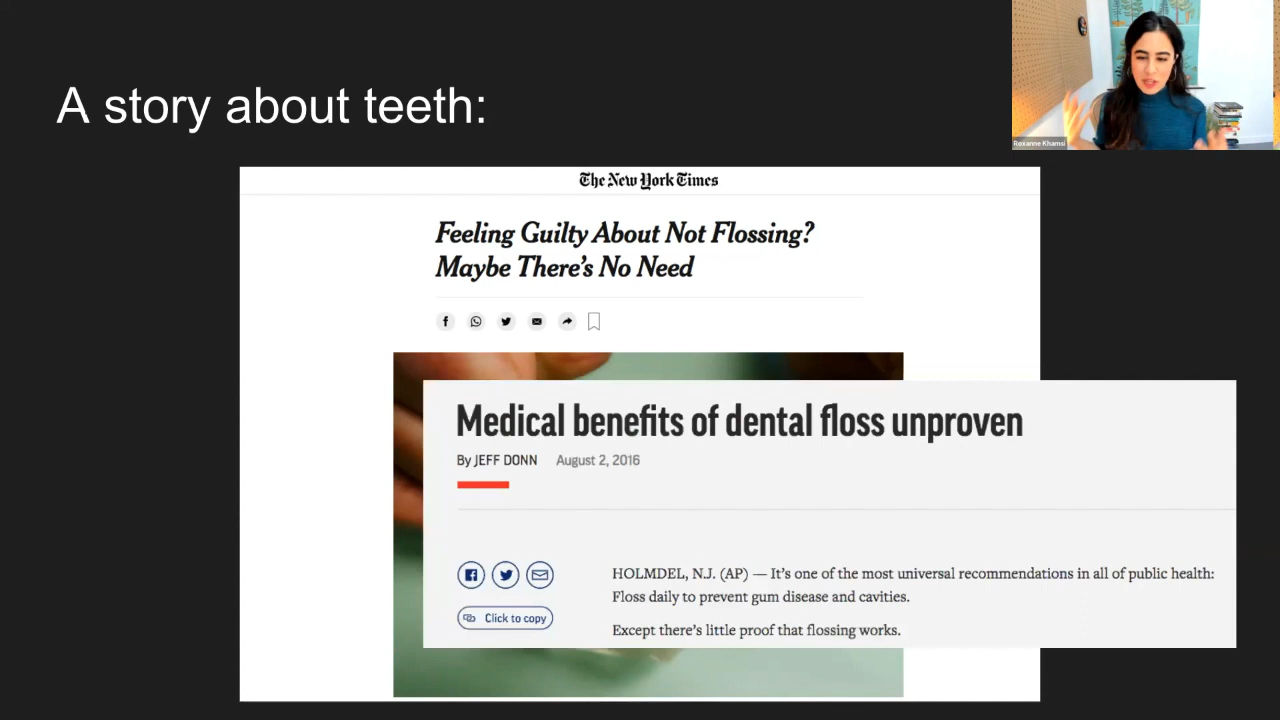 A story about teeth:
Roxanne Khamsi
The New York Times
Feeling Guilty About Not Flossing?
Maybe There's No Need
Medical benefits of dental floss unproven
By JEFF DONN August 2, 2016
HOLMDEL, N.J. (AP) — It's one of the most universal recommendations in all of public health:
Floss daily to prevent gum disease and cavities.
Click to copy
Except there's little proof that flossing works.